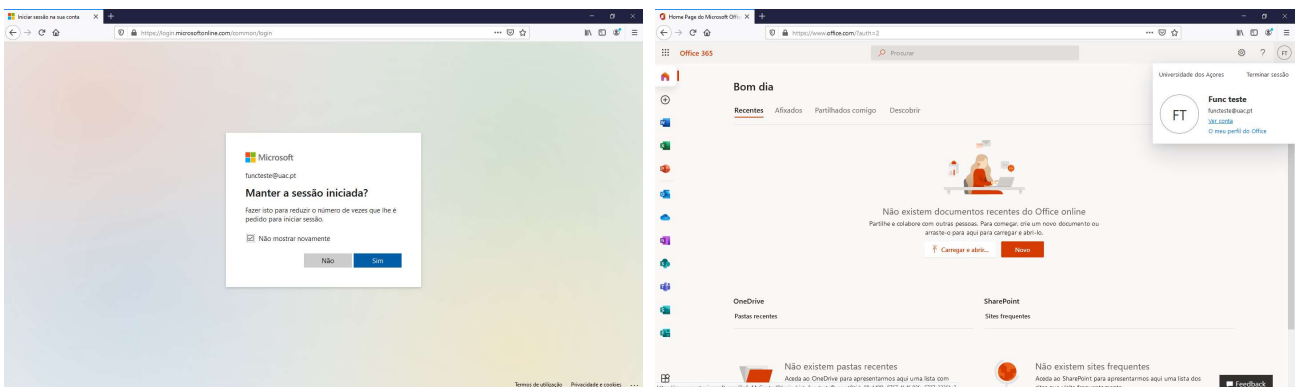 Iniciar sessão na sua conta
https://login.microsoftonline.com/common/login
Microsoft
functeste@uac.pt
Manter a sessão iniciada?
Fazer isto para reduzir o número de vezes que lhe é
pedido para iniciar sessão.
Não mostrar novamente
Não Sim
Termos de utilização Privacidade e cookies ...
Home Page do Microsoft Offi
https://www.office.com/?auth=2
Office 365
Procurar
FT
Universidade dos Açores Terminar sessão
FT
Func teste
functeste@uac.pt
Ver conta
O meu perfil do Office
Bom dia
Recentes Afixados Partilhados comigo Descobrir
Não existem documentos recentes do Office online
Partilhe e colabore com outras pessoas. Para começar, crie um novo documento ou
arraste-o para aqui para carregar e abri-lo.
Carregar e abrir... Novo
OneDrive SharePoint
Pastas recentes Sites frequentes
Não existem pastas recentes Não existem sites frequentes
Aceda ao OneDrive para apresentarmos aqui uma lista com Aceda ao SharePoint para apresentarmos aqui uma lista dos
Feedback